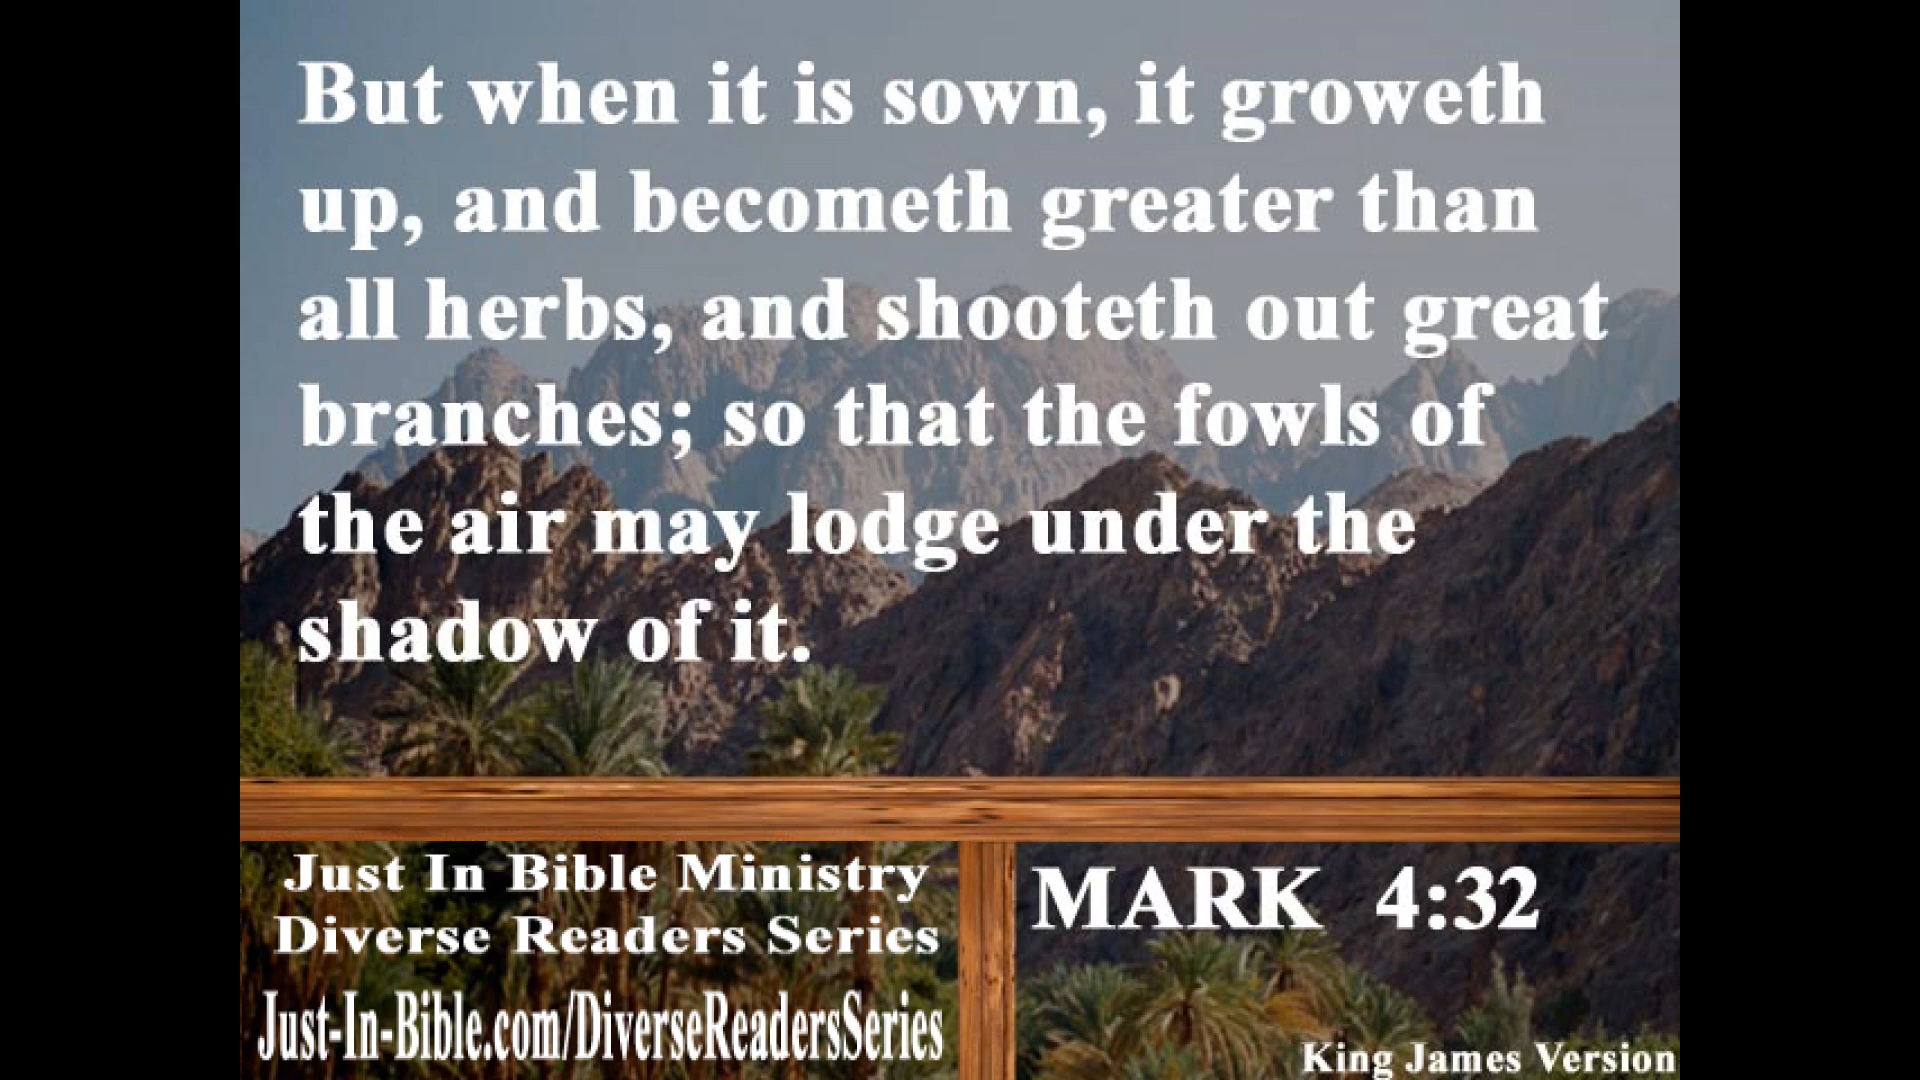 But when it is sown, it groweth
up, and becometh greater than
all herbs, and shooteth out great
branches; so that the fowls of
the air may lodge under the
shadow of it.
Just In Bible Ministry
Diverse Readers Series
Just-In-Bible.com/DiverseReadersSeries
MARK 4:32
King James Version